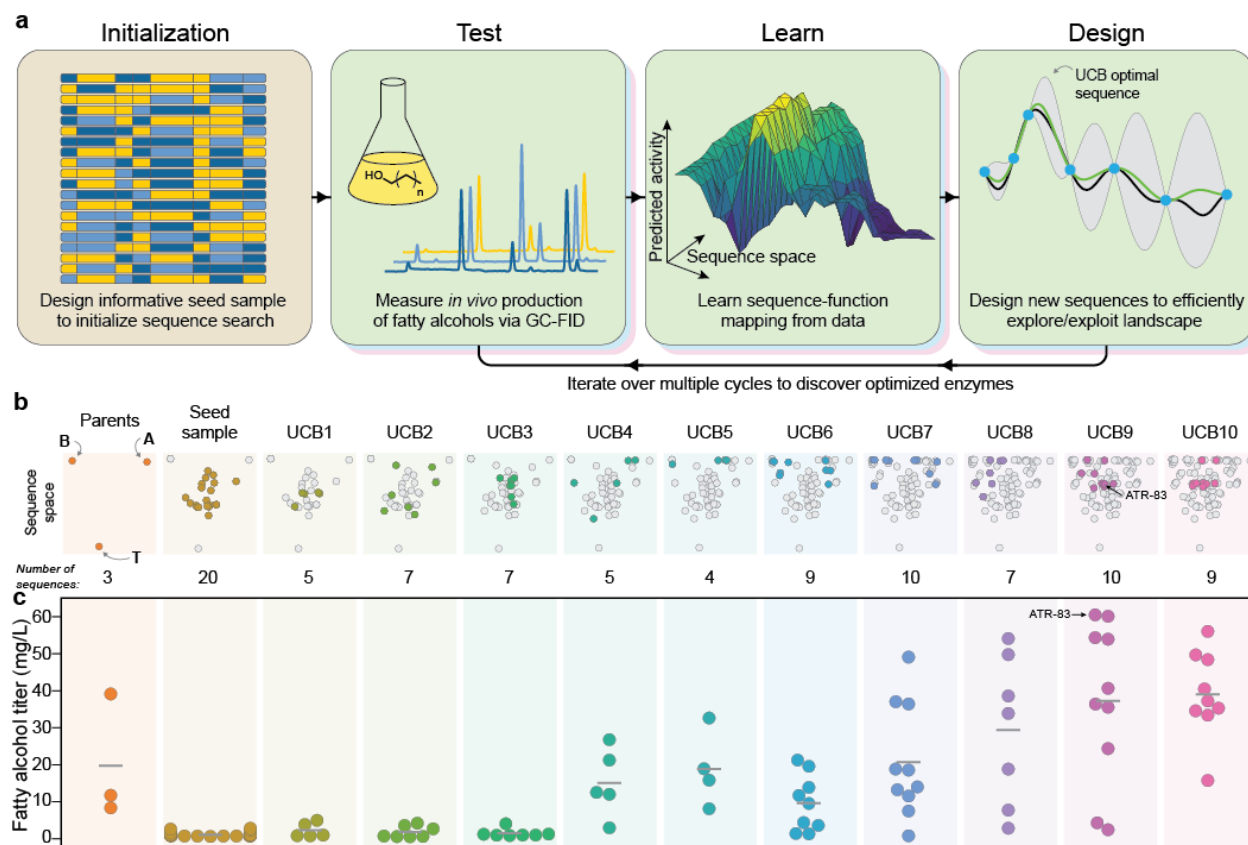 a
Initialization
Test
Learn
Design
Design informative seed sample
to initialize sequence search
HO
n
Measure in vivo production
of fatty alcohols via GC-FID
Predicted activity
Sequence space
Learn sequence-function
mapping from data
UCB optimal
sequence
Design new sequences to efficiently
explore/exploit landscape
Iterate over multiple cycles to discover optimized enzymes
b
Parents
Seed
sample
UCB1
UCB2
UCB3
UCB4
UCB5
UCB6
UCB7
UCB8
UCB9
UCB10
Sequence
space
B
A
T
ATR-83
Number of
sequences:
3
20
5
7
7
5
4
9
10
7
10
9
c
Fatty alcohol titer (mg/L)
60
50
40
30
20
10
0
ATR-83